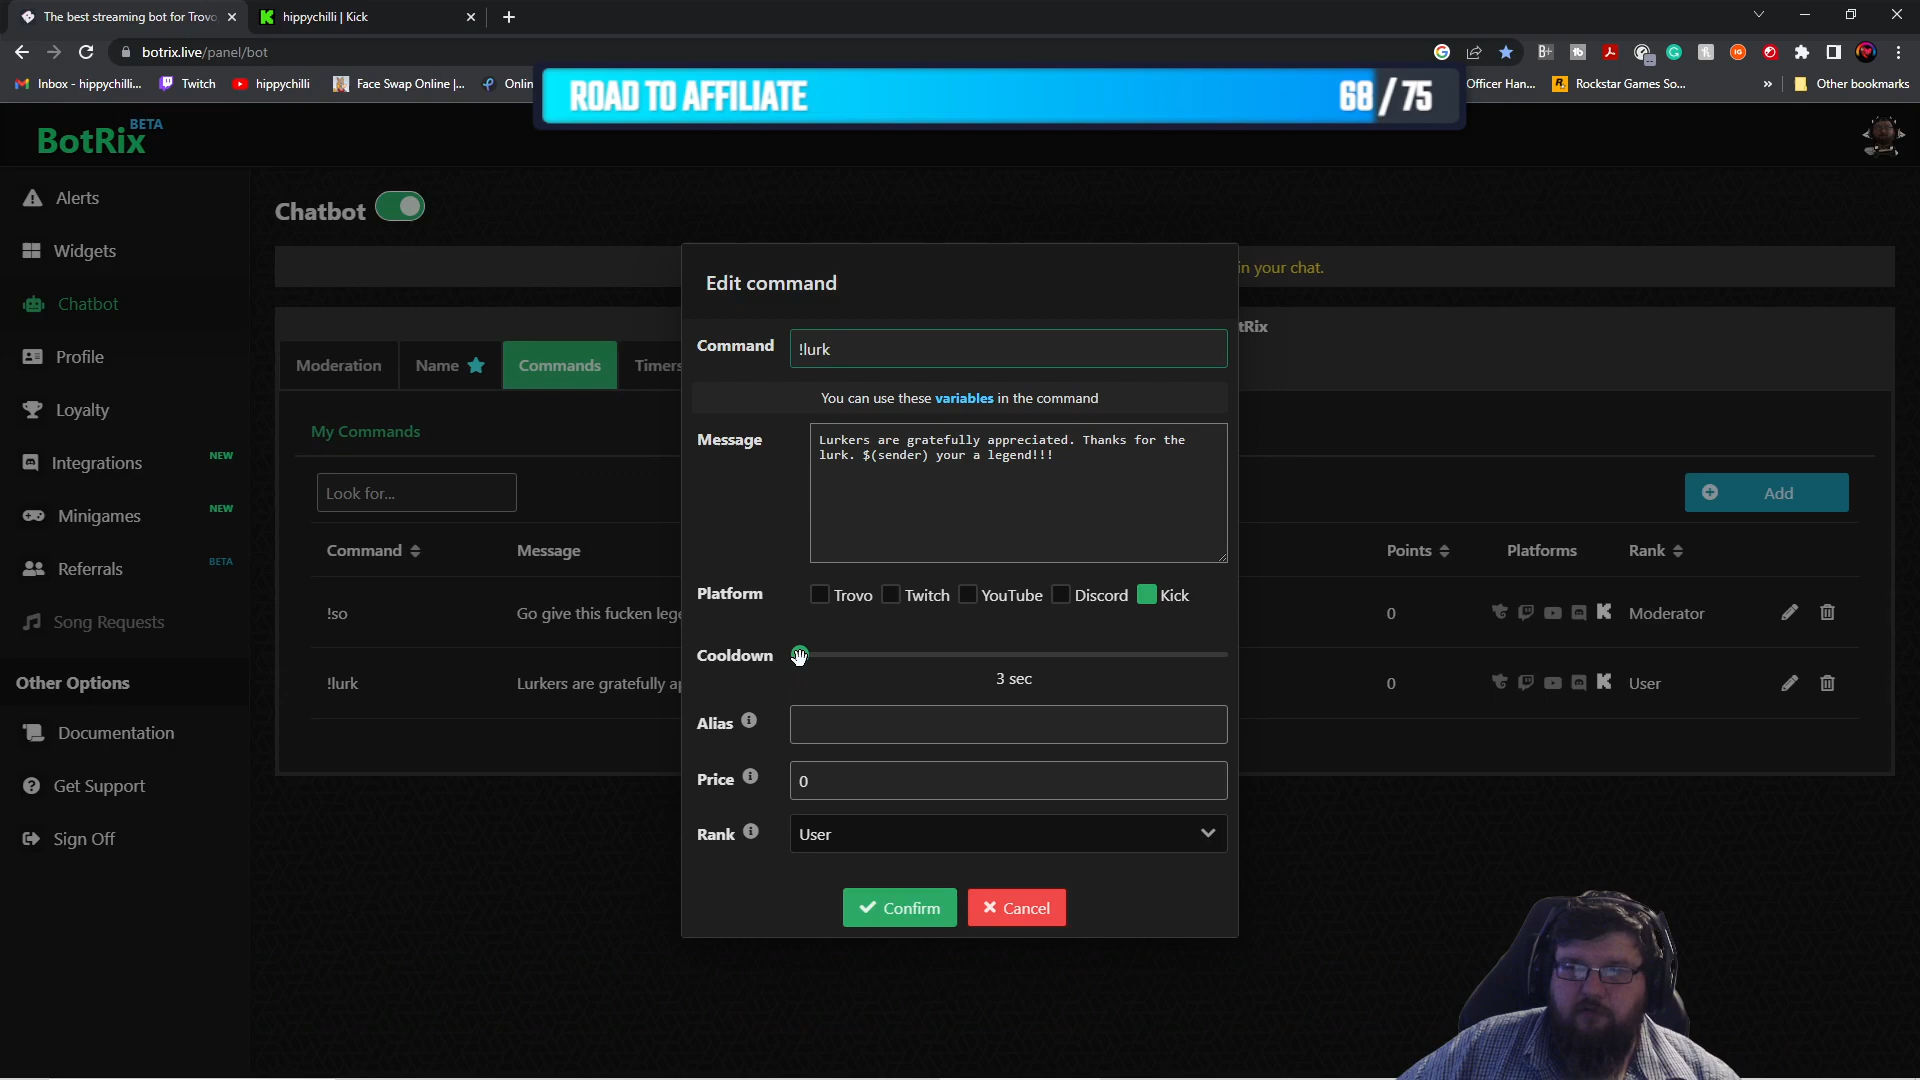 The best streaming bot for Trovo
hippychilli | Kick
botrix.live/panel/bot
Inbox - hippychilli...
Twitch
hippychilli
Face Swap Online |...
Onlin
Officer Han...
Rockstar Games So...
»
Other bookmarks
ROAD TO AFFILIATE
68/75
BotRix
BETA
Alerts
Widgets
Chatbot
Profile
Loyalty
Integrations
NEW
Minigames
NEW
Referrals
BETA
Song Requests
Other Options
Documentation
Get Support
Sign Off
Chatbot
in your chat.
tRix
Moderation
Name
Commands
Timers
My Commands
Look for...
Add
Command
Message
Points
Platforms
Rank
!so
Go give this fucken lege
0
Moderator
!lurk
Lurkers are gratefully ap
0
User
Edit command
Command
!lurk
You can use these variables in the command
Message
Lurkers are gratefully appreciated. Thanks for the
lurk. $(sender) your a legend!!!
Platform
Trovo
Twitch
YouTube
Discord
Kick
Cooldown
3 sec
Alias
Price
0
Rank
User
Confirm
Cancel